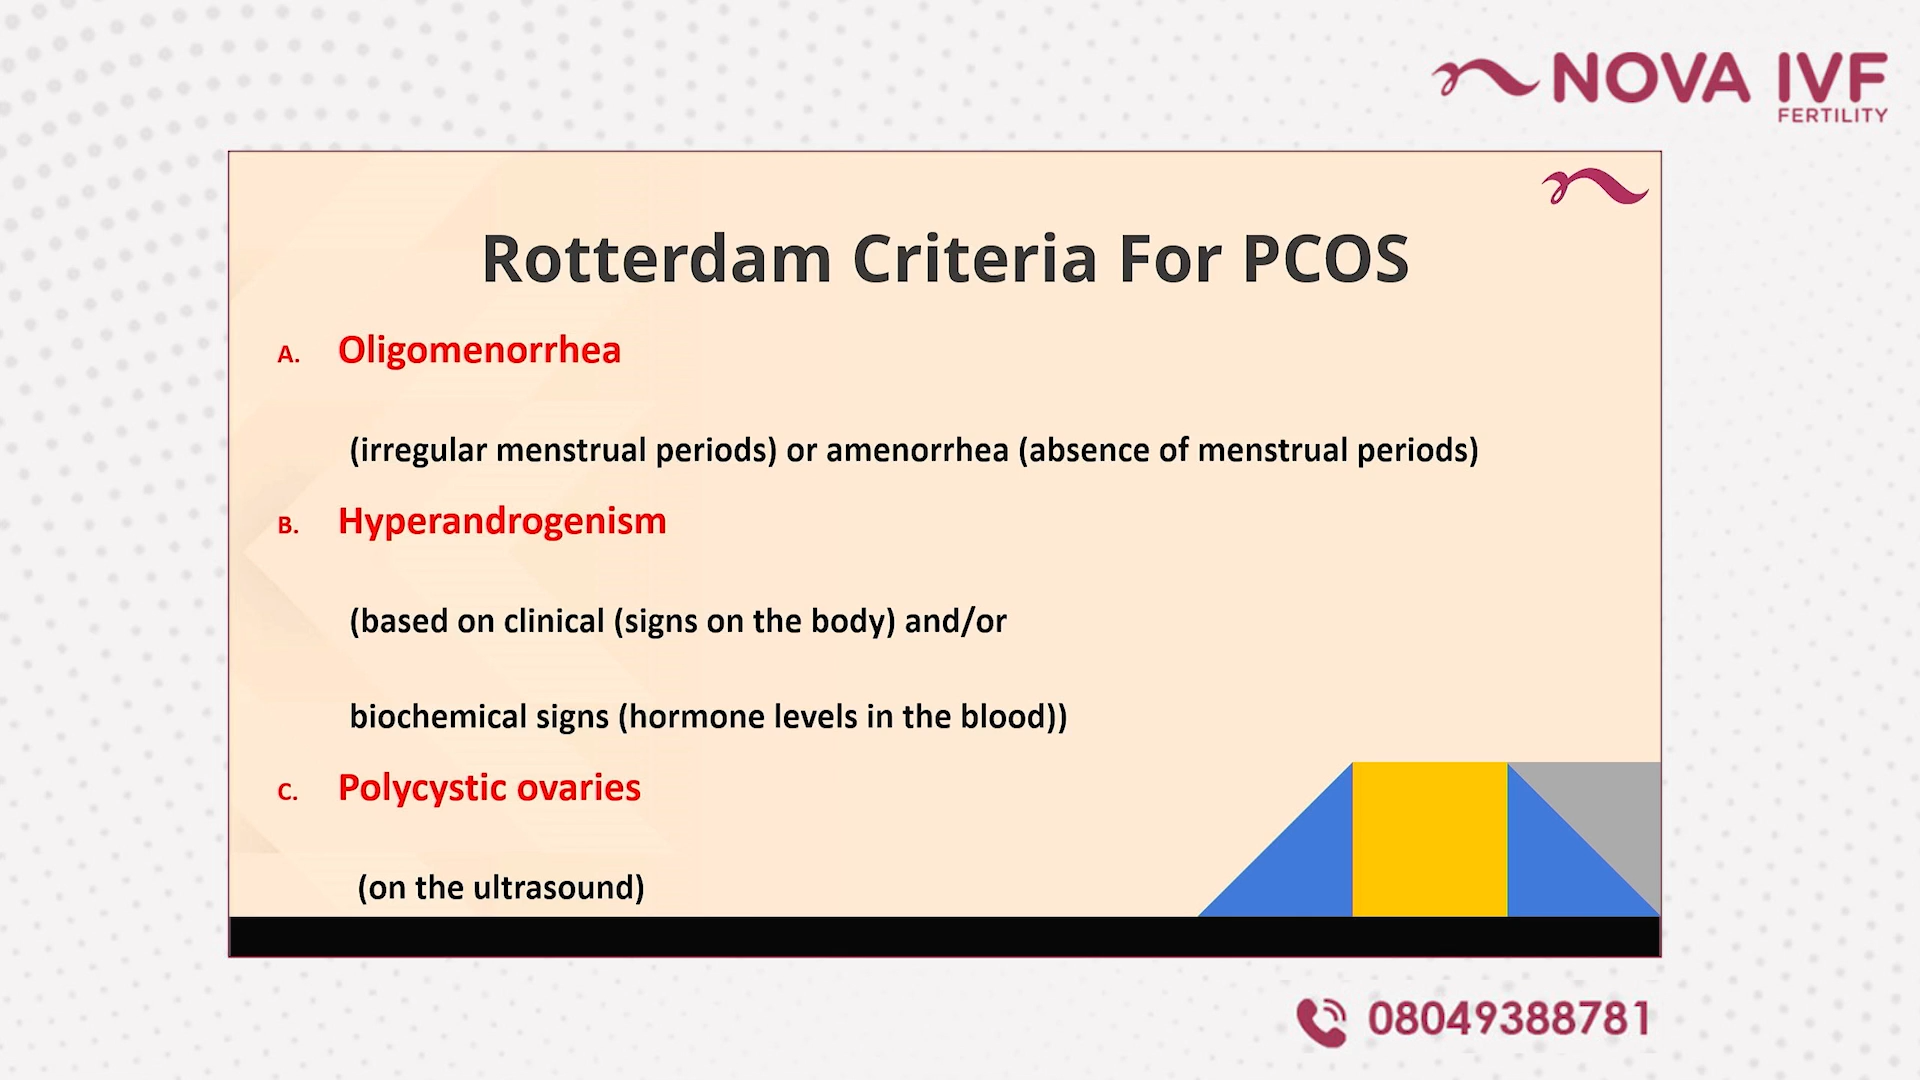 NOVA IVF
FERTILITY
Rotterdam Criteria For PCOS
A. Oligomenorrhea
(irregular menstrual periods) or amenorrhea (absence of menstrual periods)
B. Hyperandrogenism
(based on clinical (signs on the body) and/or
biochemical signs (hormone levels in the blood))
C. Polycystic ovaries
(on the ultrasound)
08049388781